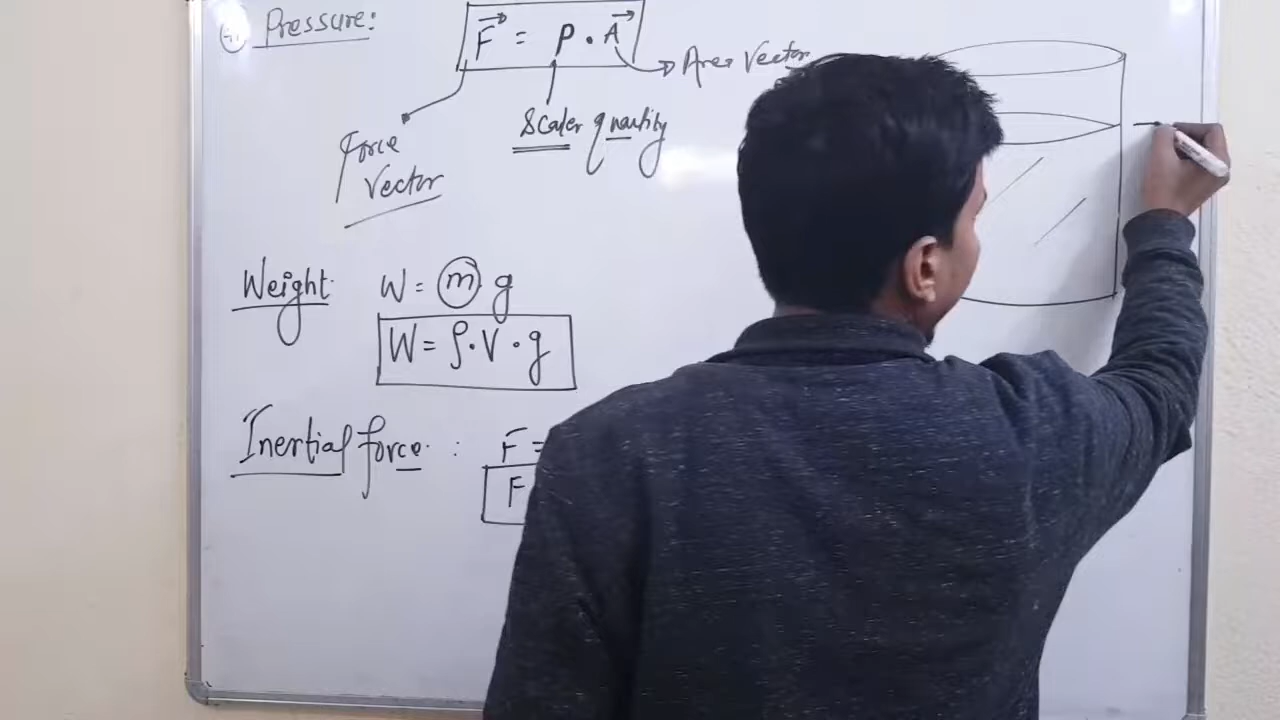 Pressure:
F = P . A
Area Vector
Scaler quantity
Force
Vector
Weight
W = m g
W = ρ . V . g
Inertial force :
F =
F